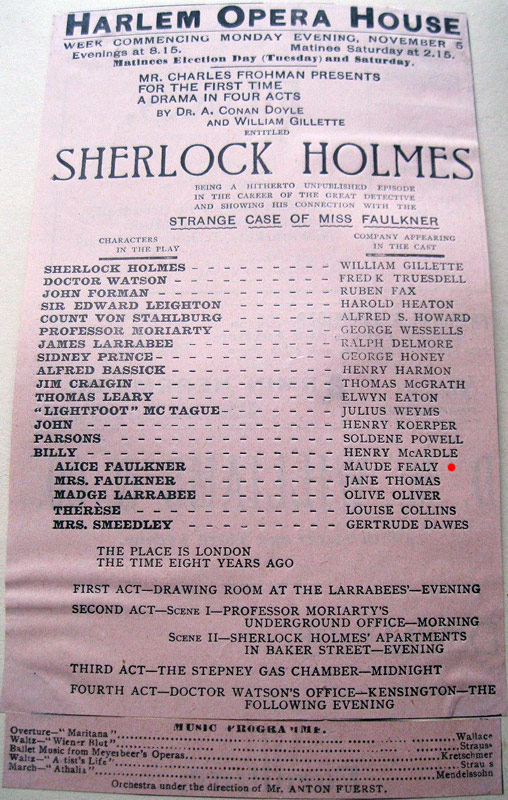 HARLEM OPERA HOUSE
WEEK COMMENCING MONDAY EVENING, NOVEMBER 5
Evenings at 8.15. Matinee Saturday at 2.15.
Matinees Election Day (Tuesday) and Saturday.
MR. CHARLES FROHMAN PRESENTS
FOR THE FIRST TIME
A DRAMA IN FOUR ACTS
BY DR. A. CONAN DOYLE
AND WILLIAM GILLETTE
ENTITLED
SHERLOCK HOLMES
BEING A HITHERTO UNPUBLISHED EPISODE
IN THE CAREER OF THE GREAT DETECTIVE
AND SHOWING HIS CONNECTION WITH THE
STRANGE CASE OF MISS FAULKNER
CHARACTERS IN THE PLAY COMPANY APPEARING IN THE CAST
SHERLOCK HOLMES - - - - - - - - WILLIAM GILLETTE
DOCTOR WATSON - - - - - - - - FRED K TRUESDELL
JOHN FORMAN - - - - - - - - RUBEN FAX
SIR EDWARD LEIGHTON - - - - - - - HAROLD HEATON
COUNT VON STAHLBURG - - - - - - - ALFRED S. HOWARD
PROFESSOR MORIARTY - - - - - - - GEORGE WESSELLS
JAMES LARRABEE - - - - - - - - RALPH DELMORE
SIDNEY PRINCE - - - - - - - - GEORGE HONEY
ALFRED BASSICK - - - - - - - - HENRY HARMON
JIM CRAIGIN - - - - - - - - - THOMAS McGRATH
THOMAS LEARY - - - - - - - - ELWYN EATON
"LIGHTFOOT" MC TAGUE - - - - - - JULIUS WEYMS
JOHN - - - - - - - - - - HENRY KOERPER
PARSONS - - - - - - - - - SOLDENE POWELL
BILLY - - - - - - - - - - HENRY McARDLE
ALICE FAULKNER - - - - - - - MAUDE FEALY
MRS. FAULKNER - - - - - - - JANE THOMAS
MADGE LARRABEE - - - - - - - OLIVE OLIVER
THÉRÈSE - - - - - - - - - LOUISE COLLINS
MRS. SMEEDLEY - - - - - - - GERTRUDE DAWES
THE PLACE IS LONDON
THE TIME EIGHT YEARS AGO
FIRST ACT—DRAWING ROOM AT THE LARRABEES'—EVENING
SECOND ACT—SCENE I—PROFESSOR MORIARTY'S
UNDERGROUND OFFICE—MORNING
SCENE II—SHERLOCK HOLMES' APARTMENTS
IN BAKER STREET—EVENING
THIRD ACT—THE STEPNEY GAS CHAMBER—MIDNIGHT
FOURTH ACT—DOCTOR WATSON'S OFFICE—KENSINGTON—THE
FOLLOWING EVENING
MUSIC PROGRAMME.
Overture—"Maritana" Wallace
Waltz—"Wiener Blut" Strauss
Ballet Music from Meyerbeer's Operas Kretschmer
Waltz—"Artist's Life" Strauss
March—"Athalia" Mendelssohn
Orchestra under the direction of Mr. ANTON FUERST.